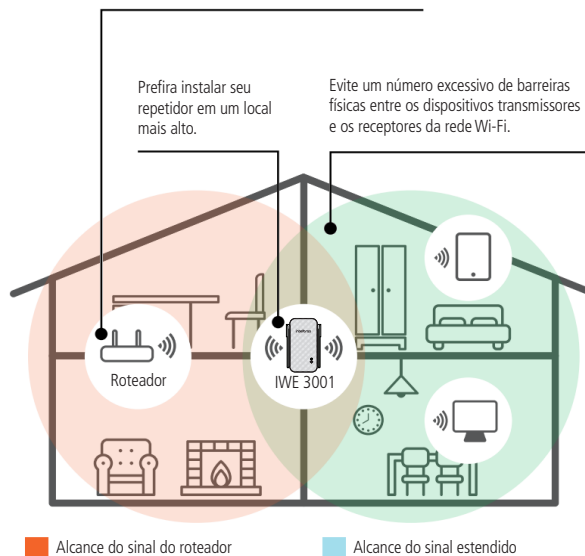 Prefira instalar seu
repetidor em um local
mais alto.
Evite um número excessivo de barreiras
físicas entre os dispositivos transmissores
e os receptores da rede Wi-Fi.
Roteador
IWE 3001
Alcance do sinal do roteador
Alcance do sinal estendido